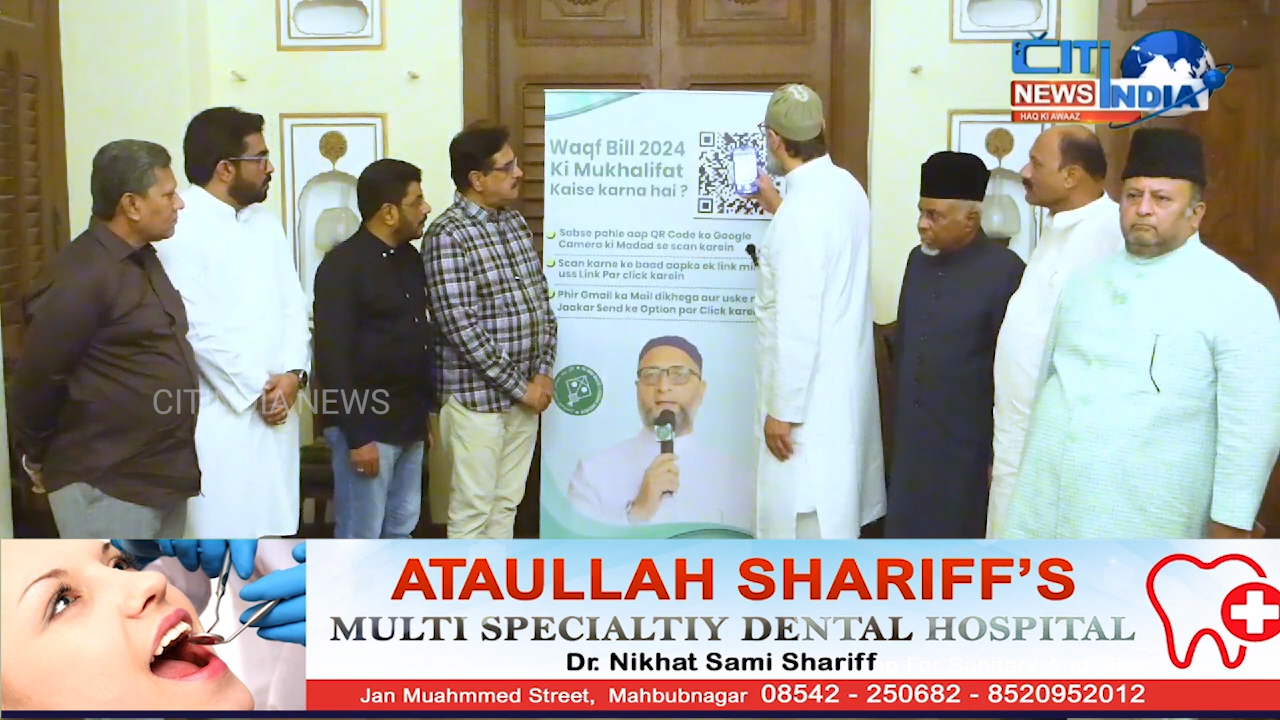 CITI
NEWS INDIA
HAQ KI AWAAZ
Waqf Bill 2024
Ki Mukhalifat
Kaise karna hai ?
Sabse pahle aap QR Code ko Google
Camera ki Madad se scan karein
Scan karne ke baad aapko ek link
uss Link Par click karein
Phir Gmail ka Mail dikhega aur uske
Jaakar Send ke Option par Click
CITI INDIA NEWS
ATAULLAH SHARIFF'S
MULTI SPECIALTIY DENTAL HOSPITAL
Dr. Nikhat Sami Shariff
Jan Muahmmed Street, Mahbubnagar 08542 - 250682 - 8520952012